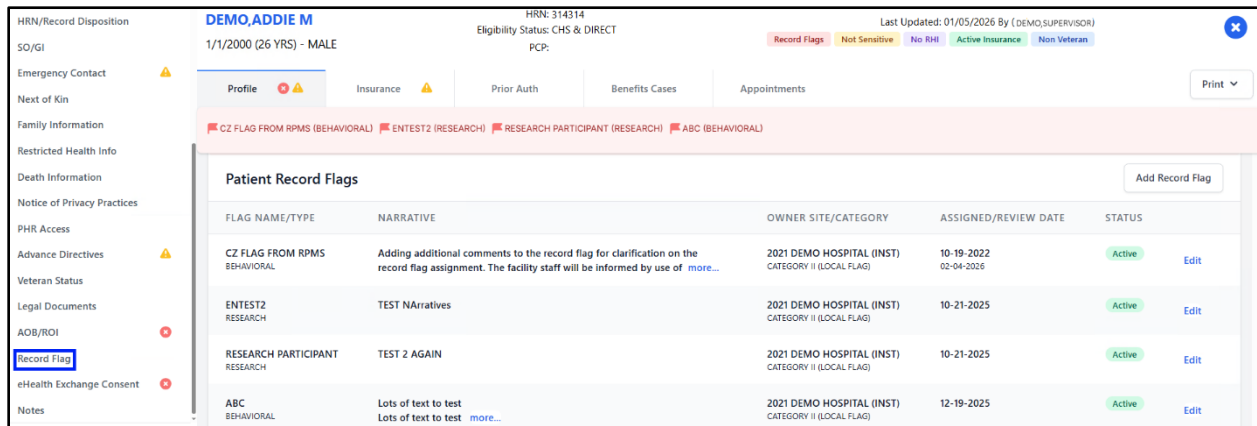 HRN/Record Disposition
SO/GI
Emergency Contact
Next of Kin
Family Information
Restricted Health Info
Death Information
Notice of Privacy Practices
PHR Access
Advance Directives
Veteran Status
Legal Documents
AOB/ROI
Record Flag
eHealth Exchange Consent
Notes
DEMO,ADDIE M
1/1/2000 (26 YRS) - MALE
HRN: 314314
Eligibility Status: CHS & DIRECT
PCP:
Last Updated: 01/05/2026 By (DEMO,SUPERVISOR)
Record Flags Not Sensitive No RHI Active Insurance Non Veteran
Profile Insurance Prior Auth Benefits Cases Appointments
Print
CZ FLAG FROM RPMS (BEHAVIORAL) ENTEST2 (RESEARCH) RESEARCH PARTICIPANT (RESEARCH) ABC (BEHAVIORAL)
Patient Record Flags
Add Record Flag
FLAG NAME/TYPE NARRATIVE OWNER SITE/CATEGORY ASSIGNED/REVIEW DATE STATUS
CZ FLAG FROM RPMS
BEHAVIORAL
Adding additional comments to the record flag for clarification on the
record flag assignment. The facility staff will be informed by use of more...
2021 DEMO HOSPITAL (INST)
CATEGORY II (LOCAL FLAG)
10-19-2022
02-04-2026
Active
Edit
ENTEST2
RESEARCH
TEST NArratives
2021 DEMO HOSPITAL (INST)
CATEGORY II (LOCAL FLAG)
10-21-2025
Active
Edit
RESEARCH PARTICIPANT
RESEARCH
TEST 2 AGAIN
2021 DEMO HOSPITAL (INST)
CATEGORY II (LOCAL FLAG)
10-21-2025
Active
Edit
ABC
BEHAVIORAL
Lots of text to test
Lots of text to test more...
2021 DEMO HOSPITAL (INST)
CATEGORY II (LOCAL FLAG)
12-19-2025
Active
Edit